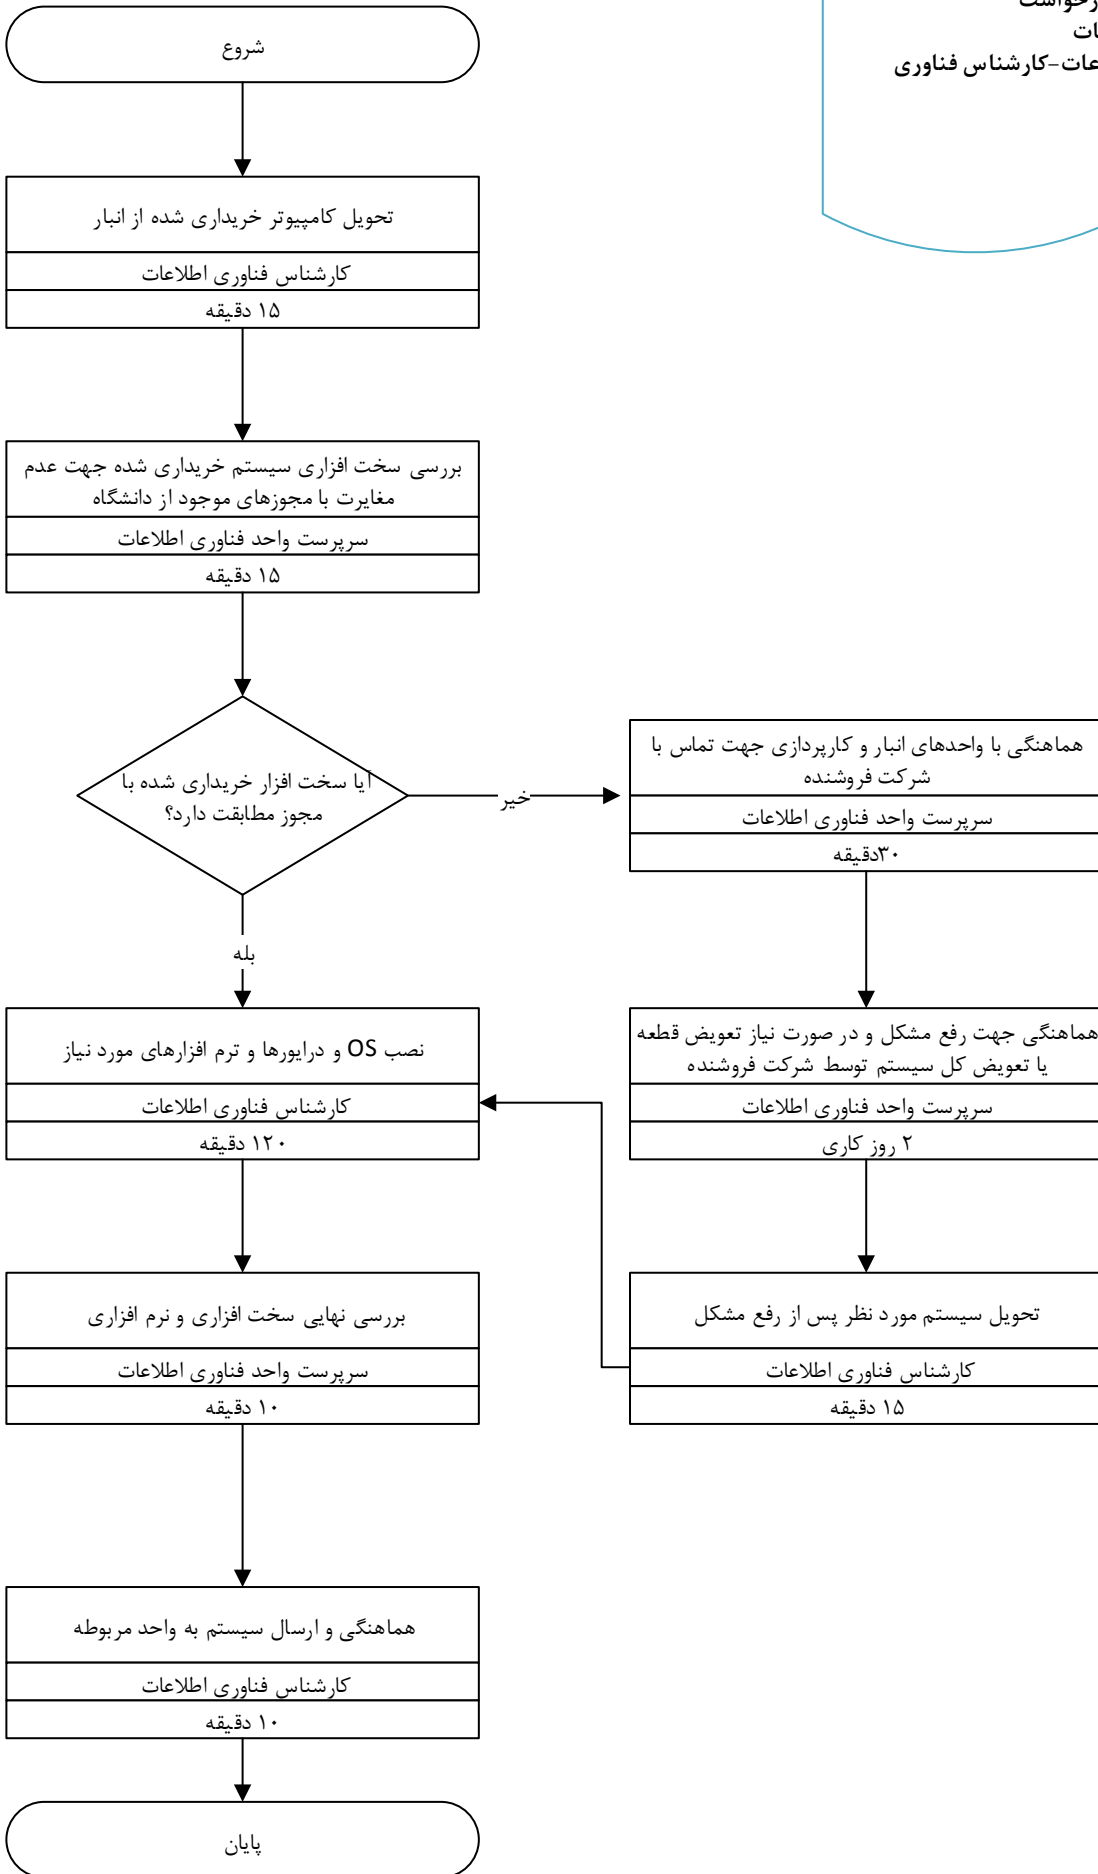 شروع
تحویل کامپیوتر خریداری شده از انبار
کارشناس فناوری اطلاعات
۱۵ دقیقه
بررسی سخت افزاری سیستم خریداری شده جهت عدم
مغایرت با مجوزهای موجود از دانشگاه
سرپرست واحد فناوری اطلاعات
۱۵ دقیقه
آیا سخت افزار خریداری شده با
مجوز مطابقت دارد؟
خیر
بله
هماهنگی با واحدهای انبار و کارپردازی جهت تماس با
شرکت فروشنده
سرپرست واحد فناوری اطلاعات
۳۰دقیقه
هماهنگی جهت رفع مشکل و در صورت نیاز تعویض قطعه
یا تعویض کل سیستم توسط شرکت فروشنده
سرپرست واحد فناوری اطلاعات
۲ روز کاری
تحویل سیستم مورد نظر پس از رفع مشکل
کارشناس فناوری اطلاعات
۱۵ دقیقه
نصب OS و درایورها و ترم افزارهای مورد نیاز
کارشناس فناوری اطلاعات
۱۲۰ دقیقه
بررسی نهایی سخت افزاری و نرم افزاری
سرپرست واحد فناوری اطلاعات
۱۰ دقیقه
هماهنگی و ارسال سیستم به واحد مربوطه
کارشناس فناوری اطلاعات
۱۰ دقیقه
پایان
کارشناس فناوری